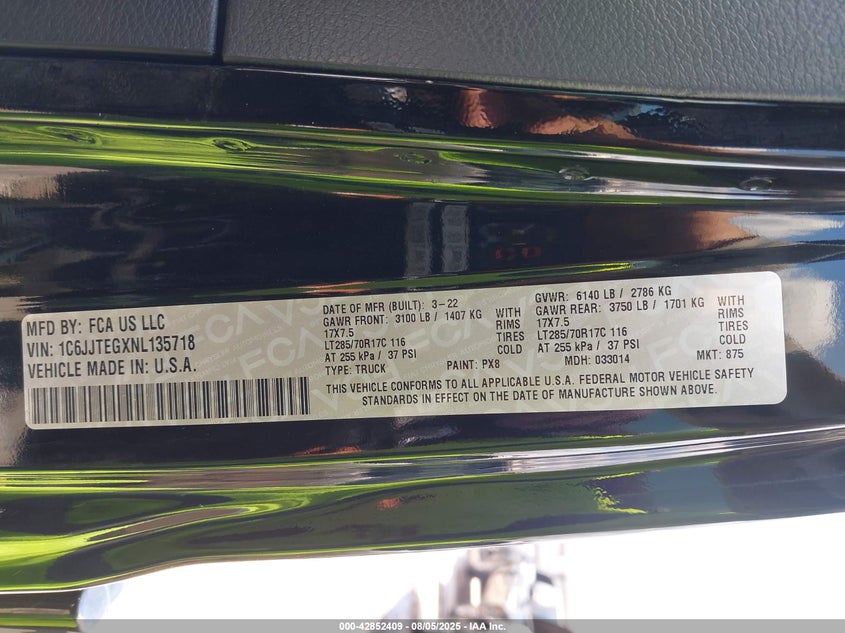 MFD BY: FCA US LLC
VIN: 1C6JJTEGXNL135718
VEHICLE MADE IN: U.S.A.
DATE OF MFR (BUILT): 3-22
GAWR FRONT: 3100 LB / 1407 KG WITH
17X7.5 RIMS
LT285/70R17C 116 TIRES
AT 255 kPa / 37 PSI COLD
TYPE: TRUCK PAINT: PX8
GVWR: 6140 LB / 2786 KG
GAWR REAR: 3750 LB / 1701 KG WITH
17X7.5 RIMS
LT285/70R17C 116 TIRES
AT 255 kPa / 37 PSI COLD
MDH: 033014 MKT: 875
THIS VEHICLE CONFORMS TO ALL APPLICABLE U.S.A. FEDERAL MOTOR VEHICLE SAFETY
STANDARDS IN EFFECT ON THE DATE OF MANUFACTURE SHOWN ABOVE.
000-42852409 - 08/05/2025 - IAA Inc.